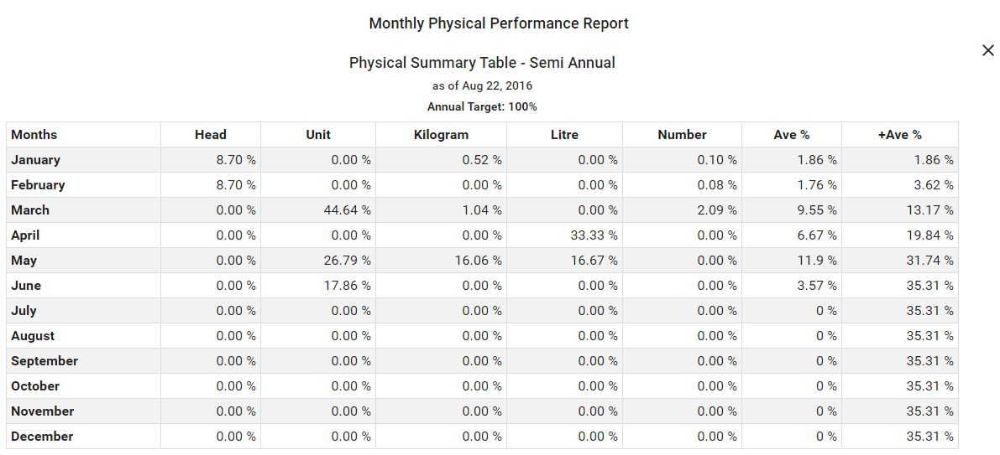 Monthly Physical Performance Report
Physical Summary Table - Semi Annual
as of Aug 22, 2016
Annual Target: 100%
Months Head Unit Kilogram Litre Number Ave % +Ave %
January 8.70 % 0.00 % 0.52 % 0.00 % 0.10 % 1.86 % 1.86 %
February 8.70 % 0.00 % 0.00 % 0.00 % 0.08 % 1.76 % 3.62 %
March 0.00 % 44.64 % 1.04 % 0.00 % 2.09 % 9.55 % 13.17 %
April 0.00 % 0.00 % 0.00 % 33.33 % 0.00 % 6.67 % 19.84 %
May 0.00 % 26.79 % 16.06 % 16.67 % 0.00 % 11.9 % 31.74 %
June 0.00 % 17.86 % 0.00 % 0.00 % 0.00 % 3.57 % 35.31 %
July 0.00 % 0.00 % 0.00 % 0.00 % 0.00 % 0 % 35.31 %
August 0.00 % 0.00 % 0.00 % 0.00 % 0.00 % 0 % 35.31 %
September 0.00 % 0.00 % 0.00 % 0.00 % 0.00 % 0 % 35.31 %
October 0.00 % 0.00 % 0.00 % 0.00 % 0.00 % 0 % 35.31 %
November 0.00 % 0.00 % 0.00 % 0.00 % 0.00 % 0 % 35.31 %
December 0.00 % 0.00 % 0.00 % 0.00 % 0.00 % 0 % 35.31 %